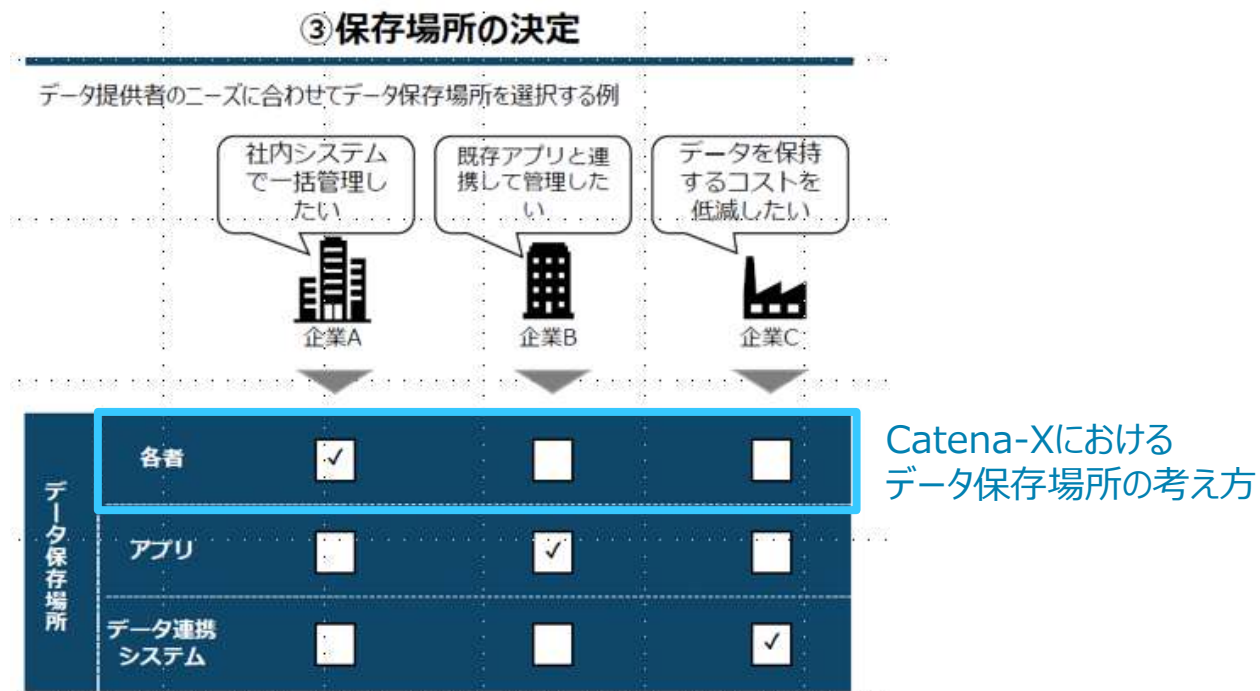 ③保存場所の決定
データ提供者のニーズに合わせてデータ保存場所を選択する例
社内システム
で一括管理し
たい
既存アプリと連
携して管理した
い
データを保持
するコストを
低減したい
企業A
企業B
企業C
データ保存場所
各者
✓
アプリ
✓
データ連携
システム
✓
Catena-Xにおける
データ保存場所の考え方